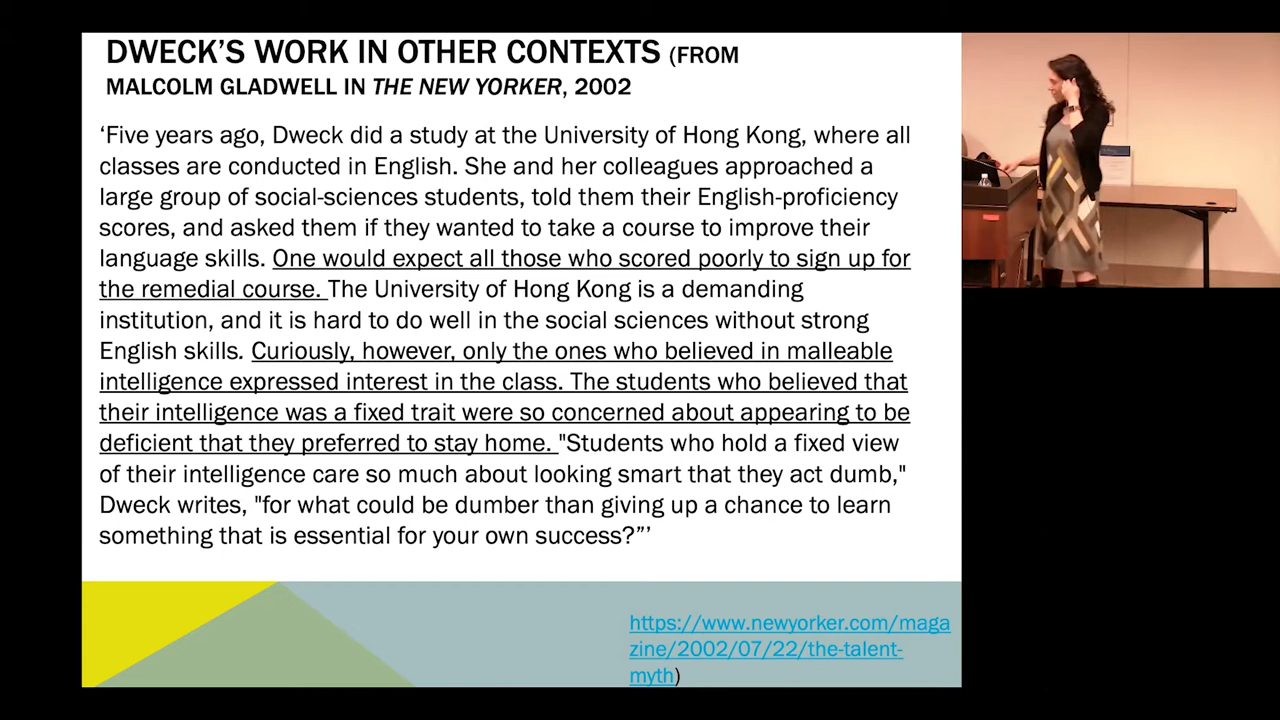 DWECK'S WORK IN OTHER CONTEXTS (FROM
MALCOLM GLADWELL IN THE NEW YORKER, 2002
‘Five years ago, Dweck did a study at the University of Hong Kong, where all
classes are conducted in English. She and her colleagues approached a
large group of social-sciences students, told them their English-proficiency
scores, and asked them if they wanted to take a course to improve their
language skills. One would expect all those who scored poorly to sign up for
the remedial course. The University of Hong Kong is a demanding
institution, and it is hard to do well in the social sciences without strong
English skills. Curiously, however, only the ones who believed in malleable
intelligence expressed interest in the class. The students who believed that
their intelligence was a fixed trait were so concerned about appearing to be
deficient that they preferred to stay home. "Students who hold a fixed view
of their intelligence care so much about looking smart that they act dumb,"
Dweck writes, "for what could be dumber than giving up a chance to learn
something that is essential for your own success?”’
https://www.newyorker.com/maga
zine/2002/07/22/the-talent-
myth)